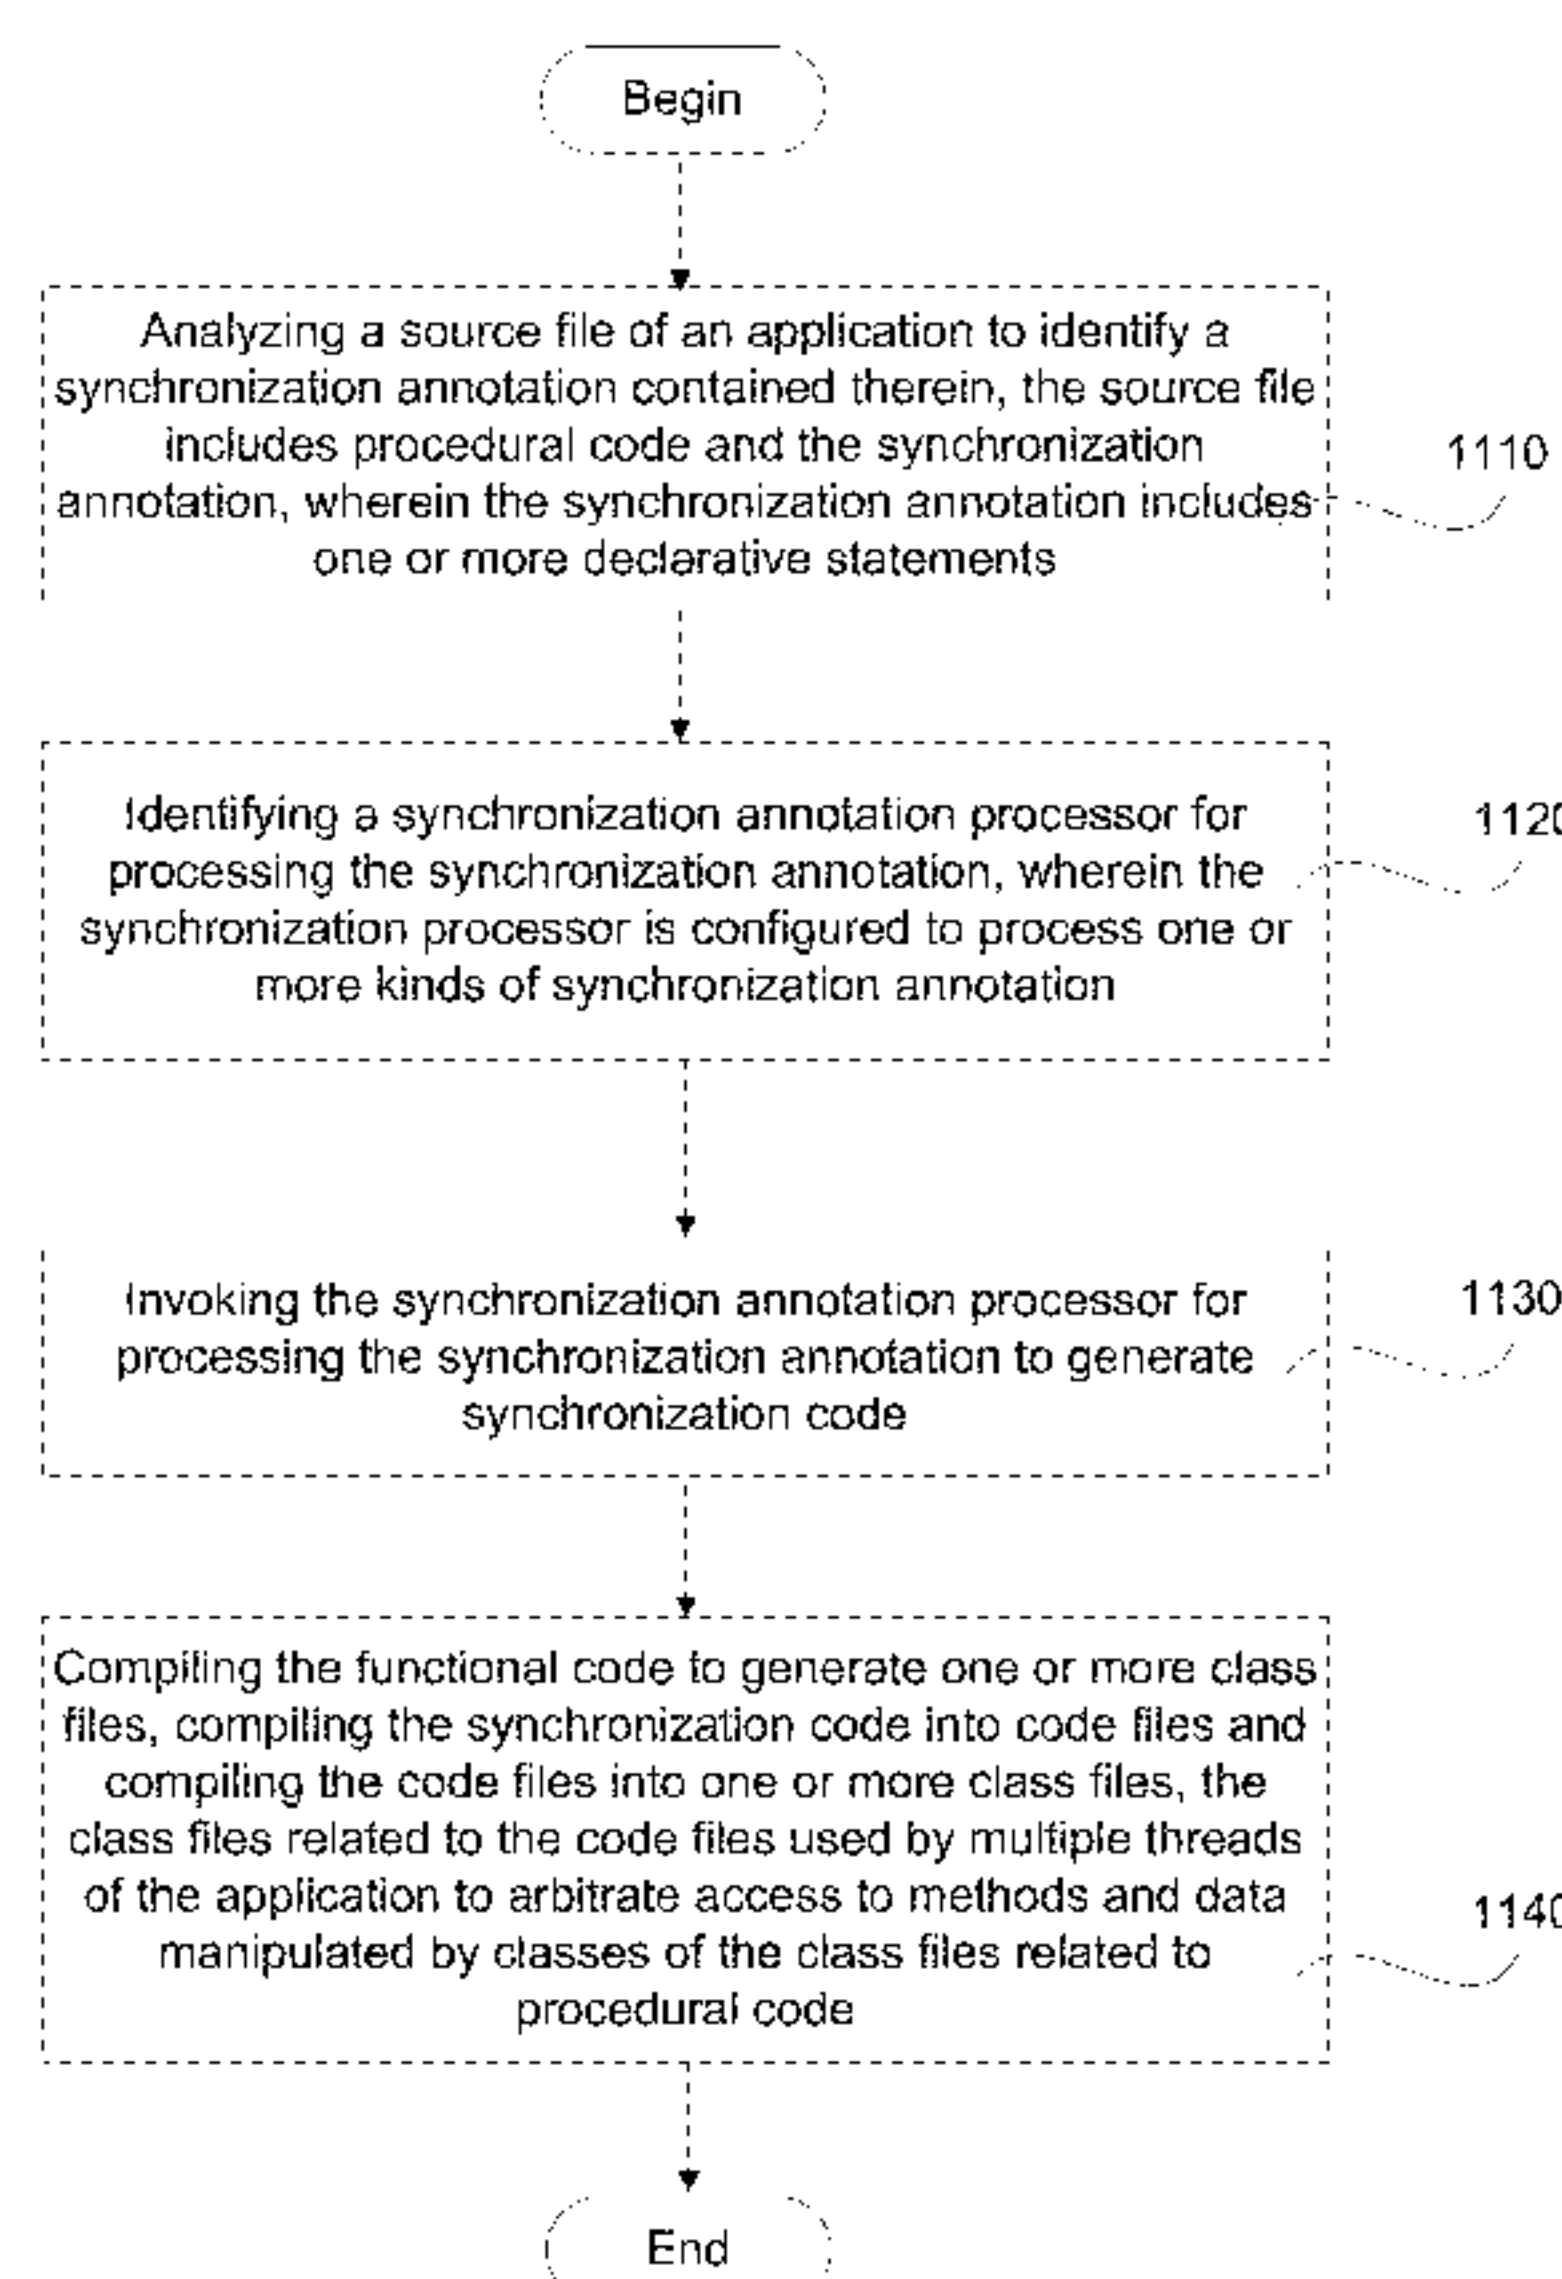 Begin
Analyzing a source file of an application to identify a
synchronization annotation contained therein, the source file
includes procedural code and the synchronization
annotation, wherein the synchronization annotation includes
one or more declarative statements
1110
Identifying a synchronization annotation processor for
processing the synchronization annotation, wherein the
synchronization processor is configured to process one or
more kinds of synchronization annotation
1120
Invoking the synchronization annotation processor for
processing the synchronization annotation to generate
synchronization code
1130
Compiling the functional code to generate one or more class
files, compiling the synchronization code into code files and
compiling the code files into one or more class files, the
class files related to the code files used by multiple threads
of the application to arbitrate access to methods and data
manipulated by classes of the class files related to
procedural code
1140
End